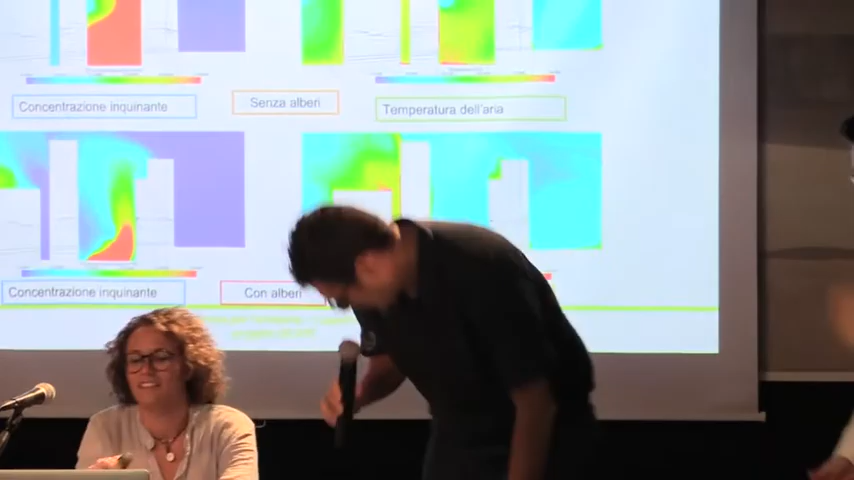 Concentrazione inquinante
Senza alberi
Temperatura dell'aria
Concentrazione inquinante
Con alberi